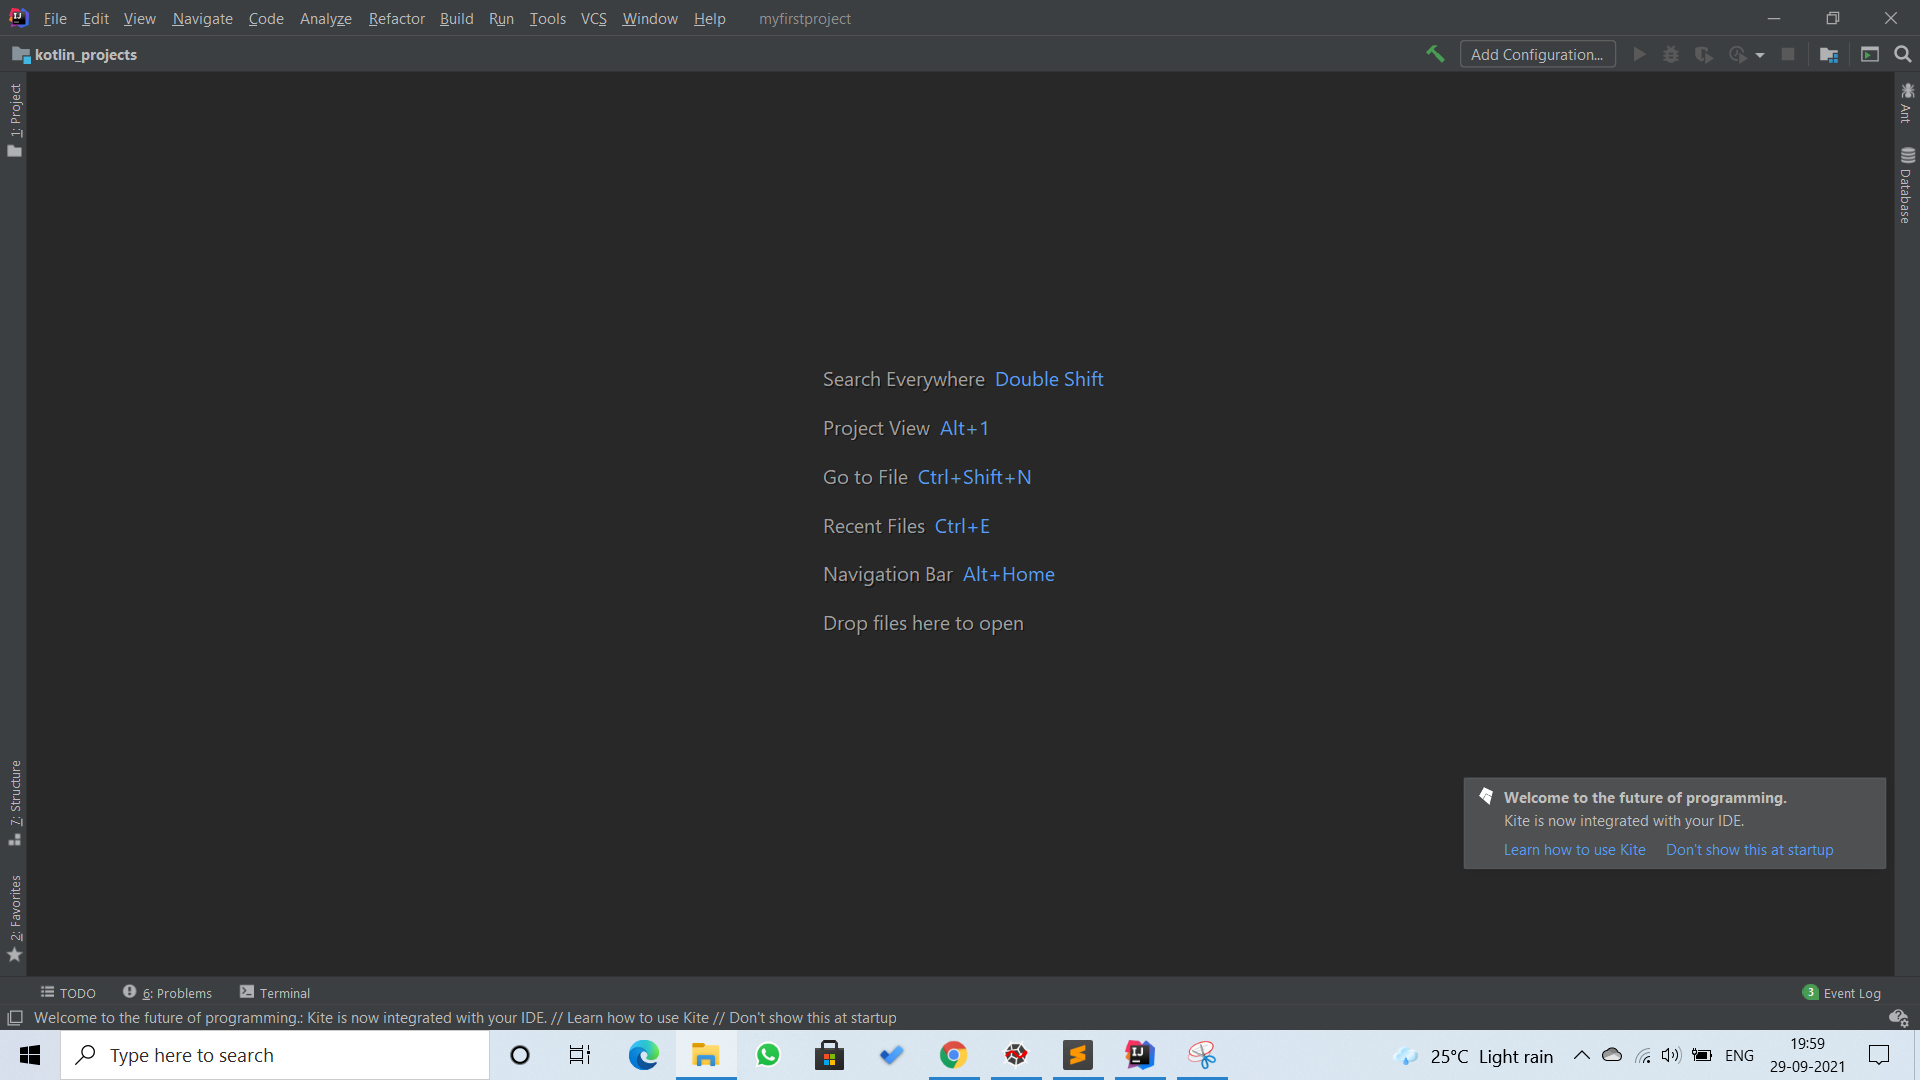 File Edit View Navigate Code Analyze Refactor Build Run Tools VCS Window Help myfirstproject
kotlin_projects
Add Configuration...
1: Project
Ant
Database
Search Everywhere Double Shift
Project View Alt+1
Go to File Ctrl+Shift+N
Recent Files Ctrl+E
Navigation Bar Alt+Home
Drop files here to open
7: Structure
2: Favorites
Welcome to the future of programming.
Kite is now integrated with your IDE.
Learn how to use Kite Don't show this at startup
TODO 6: Problems Terminal 3 Event Log
Welcome to the future of programming.: Kite is now integrated with your IDE. // Learn how to use Kite // Don't show this at startup
Type here to search
25°C Light rain
ENG
19:59
29-09-2021